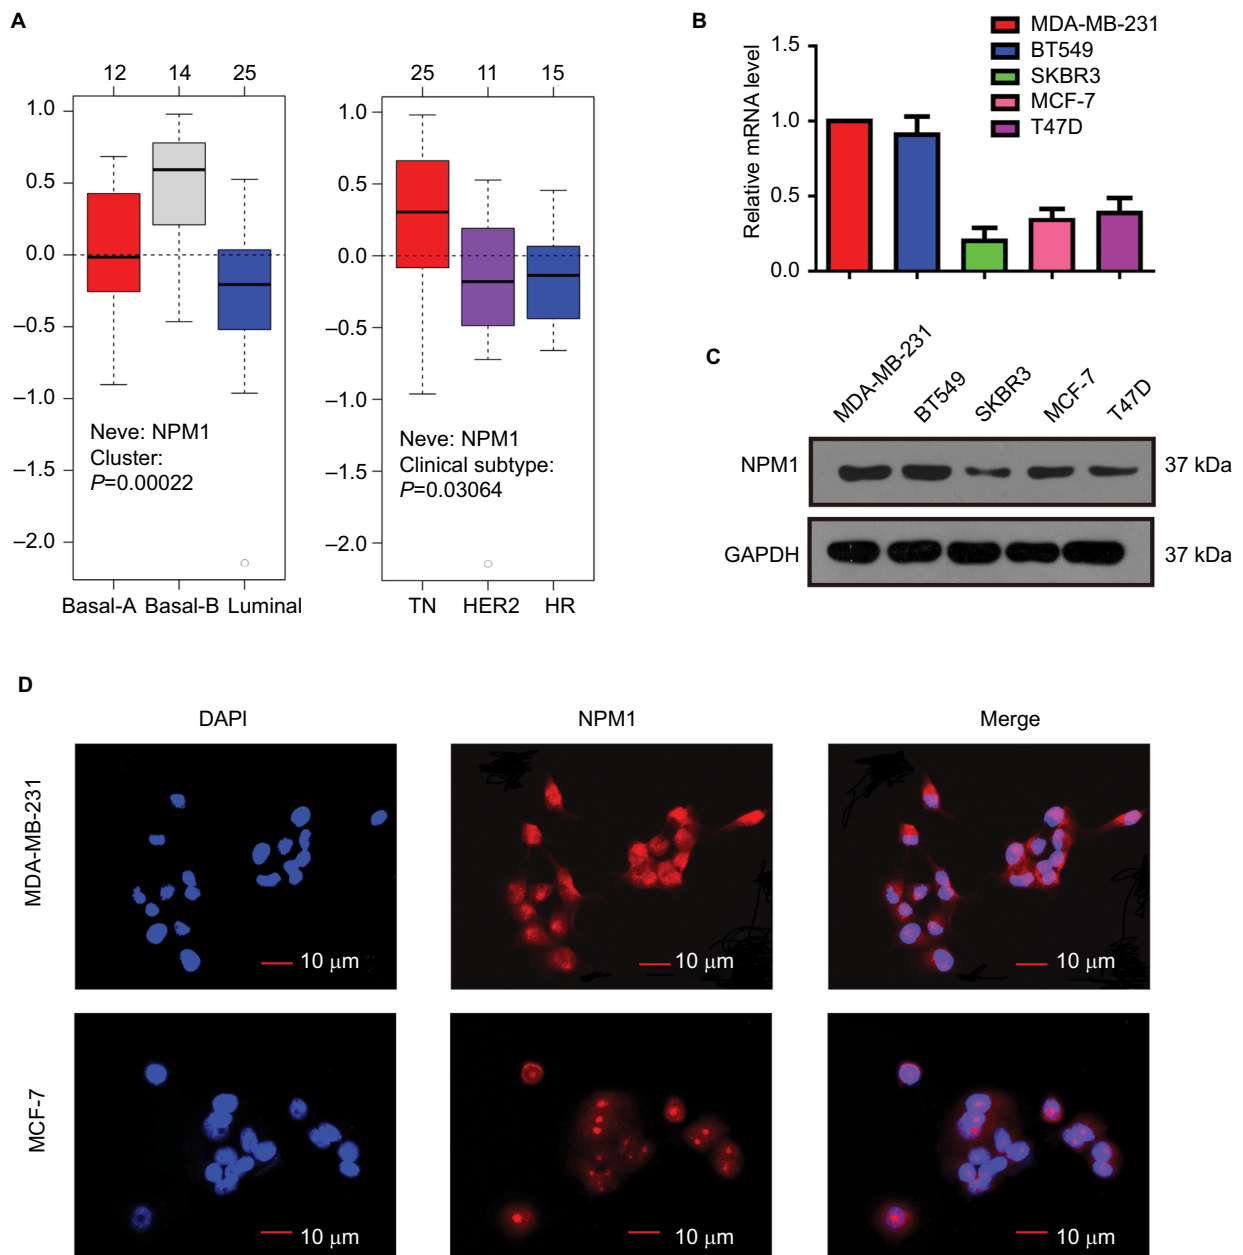 A
12 14 25
1.0
0.5
0.0
–0.5
–1.0
–1.5
–2.0
Neve: NPM1
Cluster:
P=0.00022
Basal-A Basal-B Luminal
25 11 15
1.0
0.5
0.0
–0.5
–1.0
–1.5
–2.0
Neve: NPM1
Clinical subtype:
P=0.03064
TN HER2 HR
B
MDA-MB-231
BT549
SKBR3
MCF-7
T47D
Relative mRNA level
1.5
1.0
0.5
0.0
C
MDA-MB-231 BT549 SKBR3 MCF-7 T47D
NPM1 37 kDa
GAPDH 37 kDa
D
DAPI NPM1 Merge
MDA-MB-231
10 μm 10 μm 10 μm
MCF-7
10 μm 10 μm 10 μm